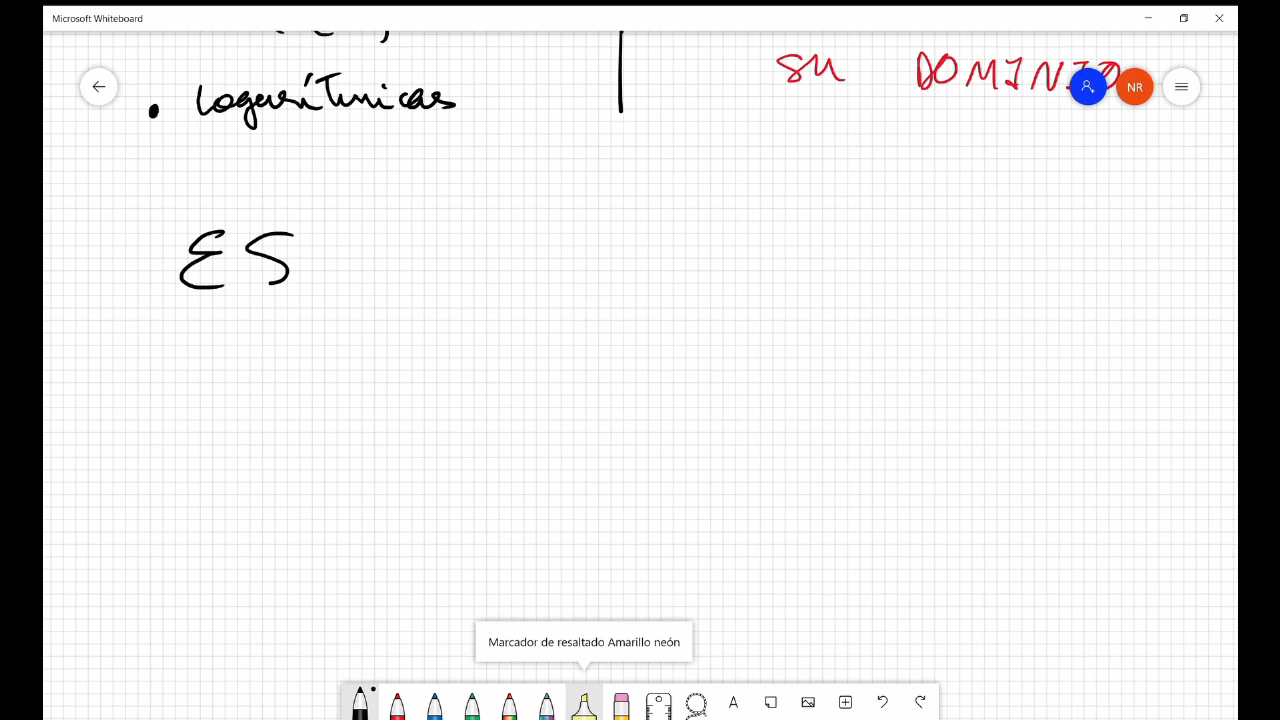 Microsoft Whiteboard
SU DOMINIO
NR
• Logarítmicas
ES
Marcador de resaltado Amarillo neón
A